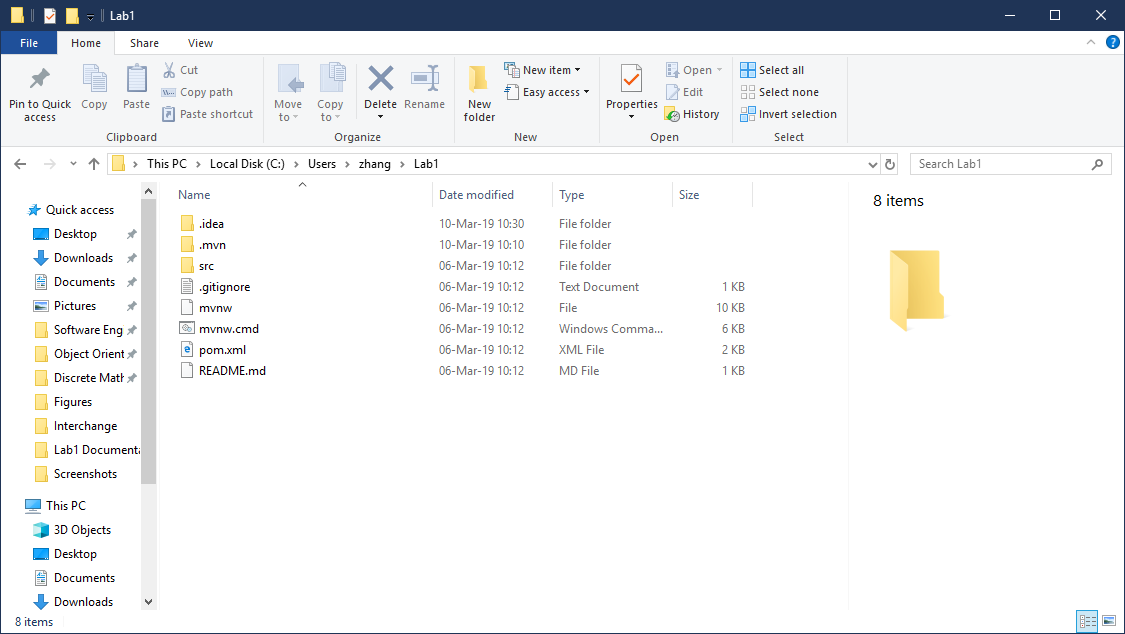 Lab1
File Home Share View
Pin to Quick access
Copy
Paste
Cut
Copy path
Paste shortcut
Clipboard
Move to
Copy to
Delete
Rename
Organize
New folder
New item
Easy access
New
Properties
Open
Edit
History
Open
Select all
Select none
Invert selection
Select
This PC > Local Disk (C:) > Users > zhang > Lab1
Search Lab1
Quick access
Desktop
Downloads
Documents
Pictures
Software Eng
Object Orient
Discrete Math
Figures
Interchange
Lab1 Documenta
Screenshots
This PC
3D Objects
Desktop
Documents
Downloads
Name Date modified Type Size
.idea 10-Mar-19 10:30 File folder
.mvn 10-Mar-19 10:10 File folder
src 06-Mar-19 10:12 File folder
.gitignore 06-Mar-19 10:12 Text Document 1 KB
mvnw 06-Mar-19 10:12 File 10 KB
mvnw.cmd 06-Mar-19 10:12 Windows Comma... 6 KB
pom.xml 06-Mar-19 10:12 XML File 2 KB
README.md 06-Mar-19 10:12 MD File 1 KB
8 items
8 items